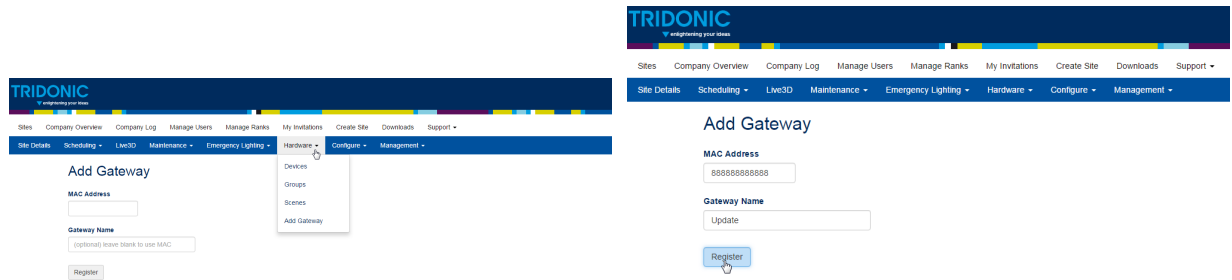 TRIDONIC
enlightening your ideas
Sites Company Overview Company Log Manage Users Manage Ranks My Invitations Create Site Downloads Support
Site Details Scheduling Live3D Maintenance Emergency Lighting Hardware Configure Management
Devices
Groups
Scenes
Add Gateway
Add Gateway
MAC Address
Gateway Name
(optional) leave blank to use MAC
Register
TRIDONIC
enlightening your ideas
Sites Company Overview Company Log Manage Users Manage Ranks My Invitations Create Site Downloads Support
Site Details Scheduling Live3D Maintenance Emergency Lighting Hardware Configure Management
Add Gateway
MAC Address
888888888888
Gateway Name
Update
Register